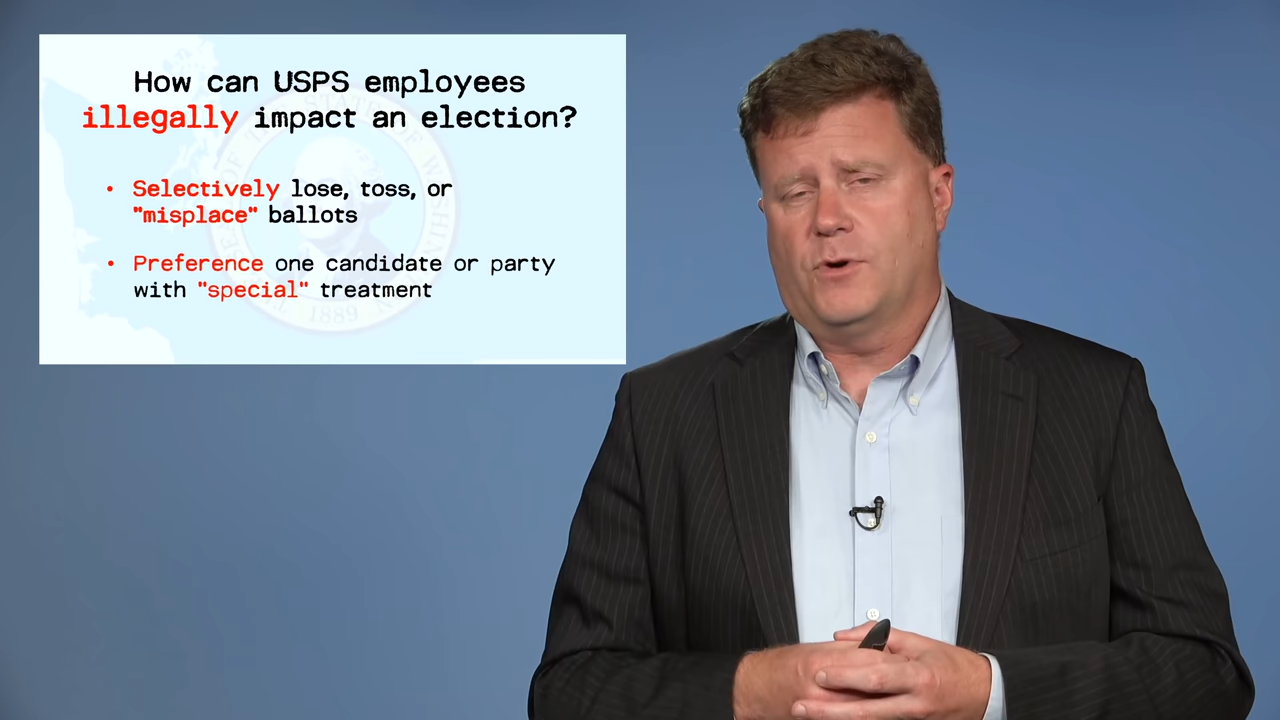 How can USPS employees
illegally impact an election?
• Selectively lose, toss, or
"misplace" ballots
• Preference one candidate or party
with "special" treatment
1889